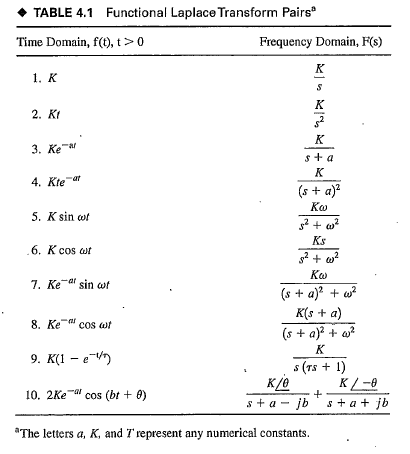 ◆ TABLE 4.1 Functional Laplace Transform Pairsᵃ
Time Domain, f(t), t > 0    Frequency Domain, F(s)
1. K    K/s
2. Kt    K/s²
3. Ke⁻ᵃᵗ    K/(s + a)
4. Kte⁻ᵃᵗ    K/(s + a)²
5. K sin ωt    Kω/(s² + ω²)
6. K cos ωt    Ks/(s² + ω²)
7. Ke⁻ᵃᵗ sin ωt    Kω/((s + a)² + ω²)
8. Ke⁻ᵃᵗ cos ωt    K(s + a)/((s + a)² + ω²)
9. K(1 − e^(−t/τ))    K/(s(τs + 1))
10. 2Ke⁻ᵃᵗ cos (bt + θ)    K∠θ/(s + a − jb) + K∠−θ/(s + a + jb)
ᵃThe letters a, K, and T represent any numerical constants.